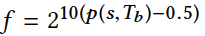 f = 2^{10(p(s, T_b) − 0.5)}